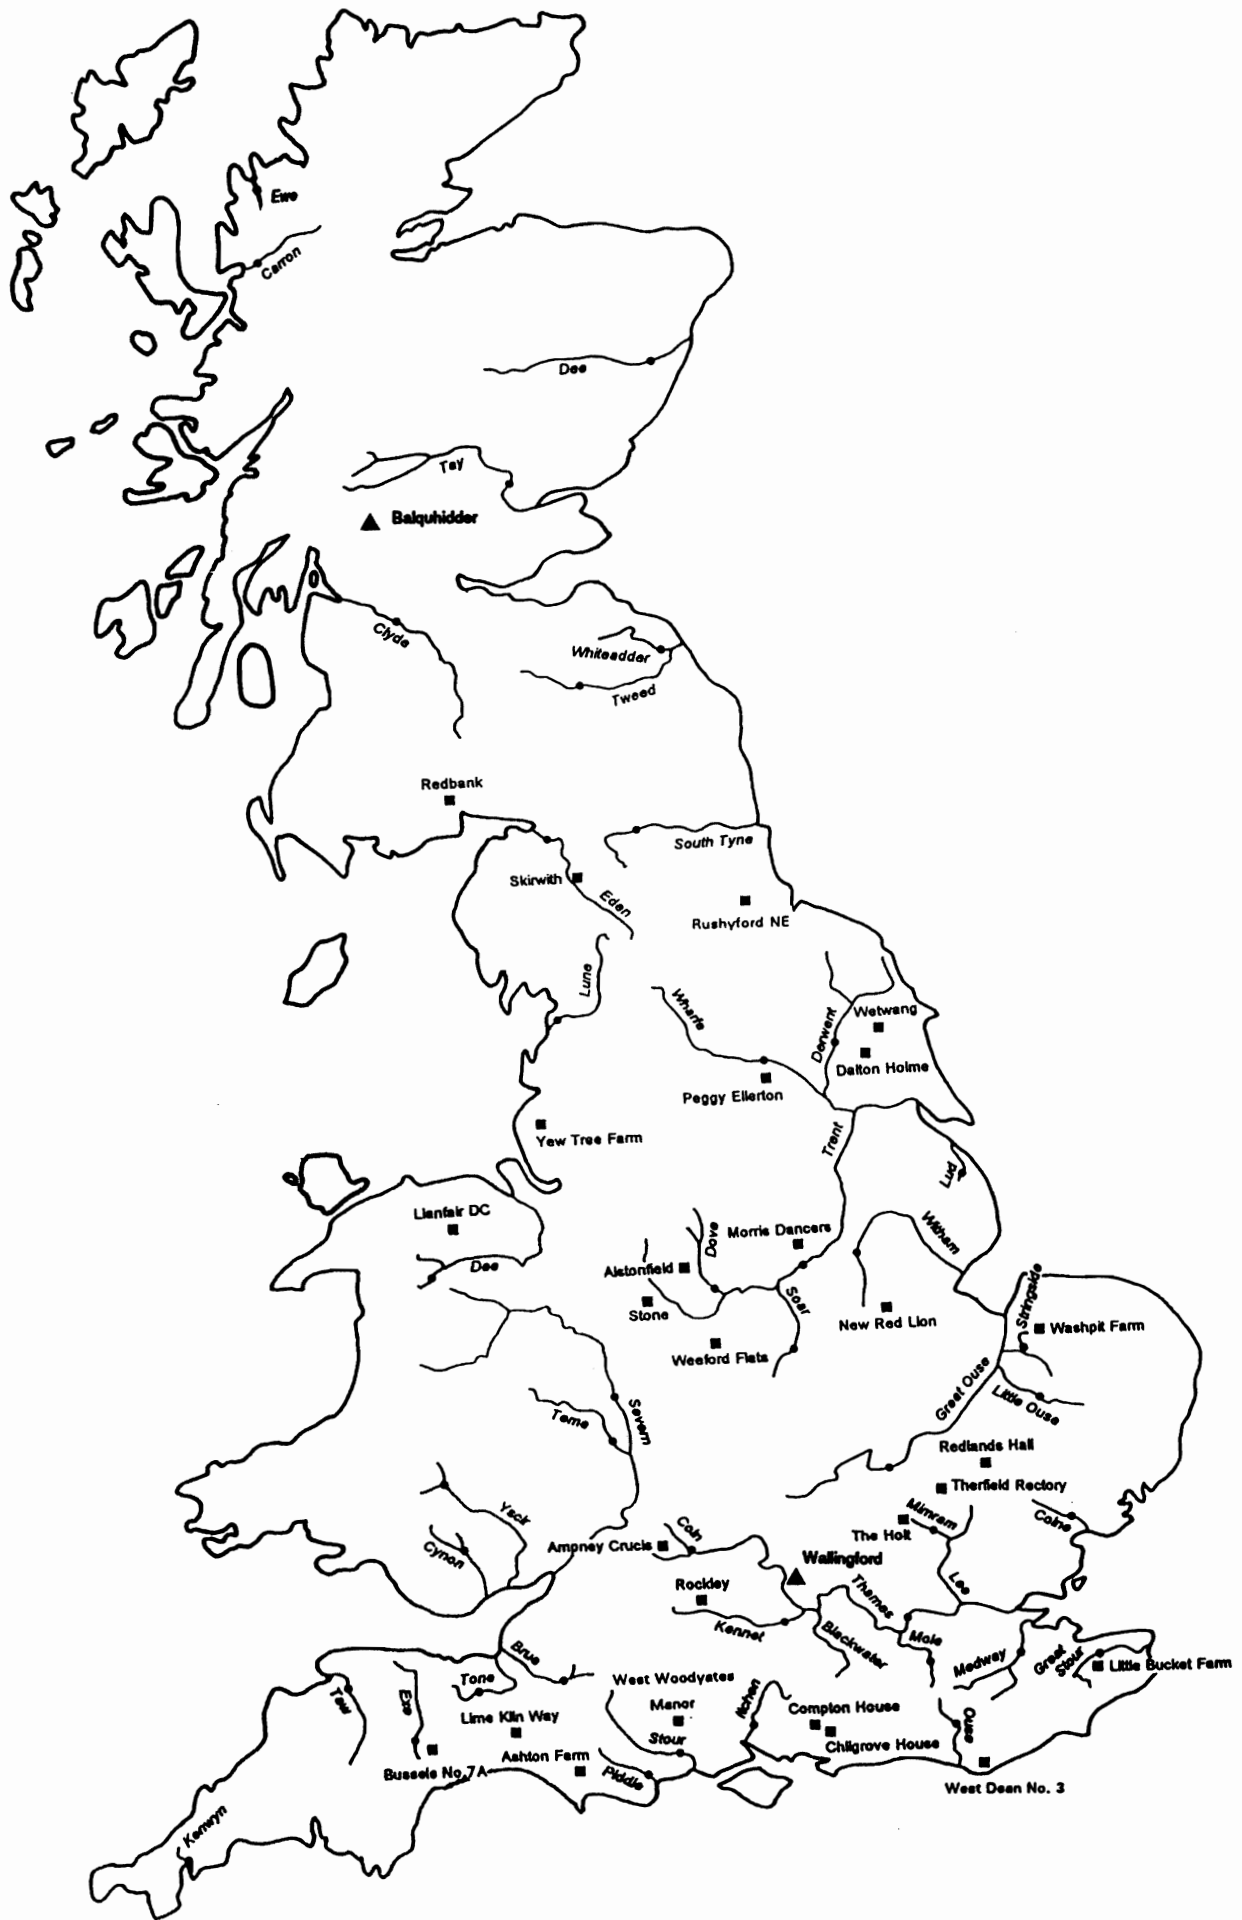 Ewe
Carron
Dee
Tay
Balquhidder
Clyde
Whiteadder
Tweed
Redbank
South Tyne
Skirwith
Eden
Rushyford NE
Lune
Wharfe
Derwent
Wetwang
Dalton Holme
Peggy Ellerton
Yew Tree Farm
Trent
Lud
Llanfair DC
Dee
Dove
Morris Dancers
Witham
Alstonfield
Stone
Soar
New Red Lion
Stringside
Washpit Farm
Weeford Flats
Great Ouse
Little Ouse
Teme
Severn
Redlands Hall
Therfield Rectory
Yscir
Cynon
Ampney Crucis
Coln
Mimram
The Holt
Colne
Wallingford
Lee
Rockley
Kennet
Thames
Blackwater
Mole
Medway
Great
Stour
Little Bucket Farm
Brue
Tone
Taw
Exe
Lime Kiln Way
West Woodyates
Manor
Stour
Itchen
Compton House
Chilgrove House
Ouse
Bussels No.7A
Ashton Farm
Piddle
West Dean No. 3
Kenwyn